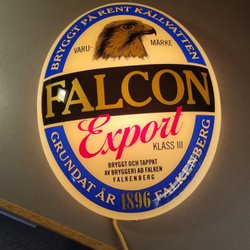 BRYGGT PÅ RENT KÄLLVATTEN
VARU- MÄRKE
FALCON
Export
KLASS III
BRYGGT OCH TAPPAT
AV BRYGGERI AB FALKEN
FALKENBERG
GRUNDAT ÅR 1896 FALKENBERG